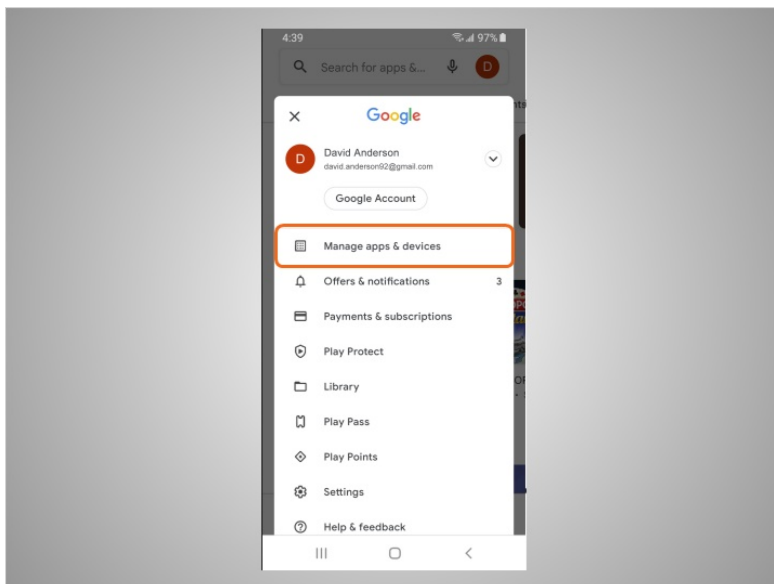 4:39 97%
Search for apps &...
D
Google
D
David Anderson
david.anderson92@gmail.com
Google Account
Manage apps & devices
Offers & notifications 3
Payments & subscriptions
Play Protect
Library
Play Pass
Play Points
Settings
Help & feedback